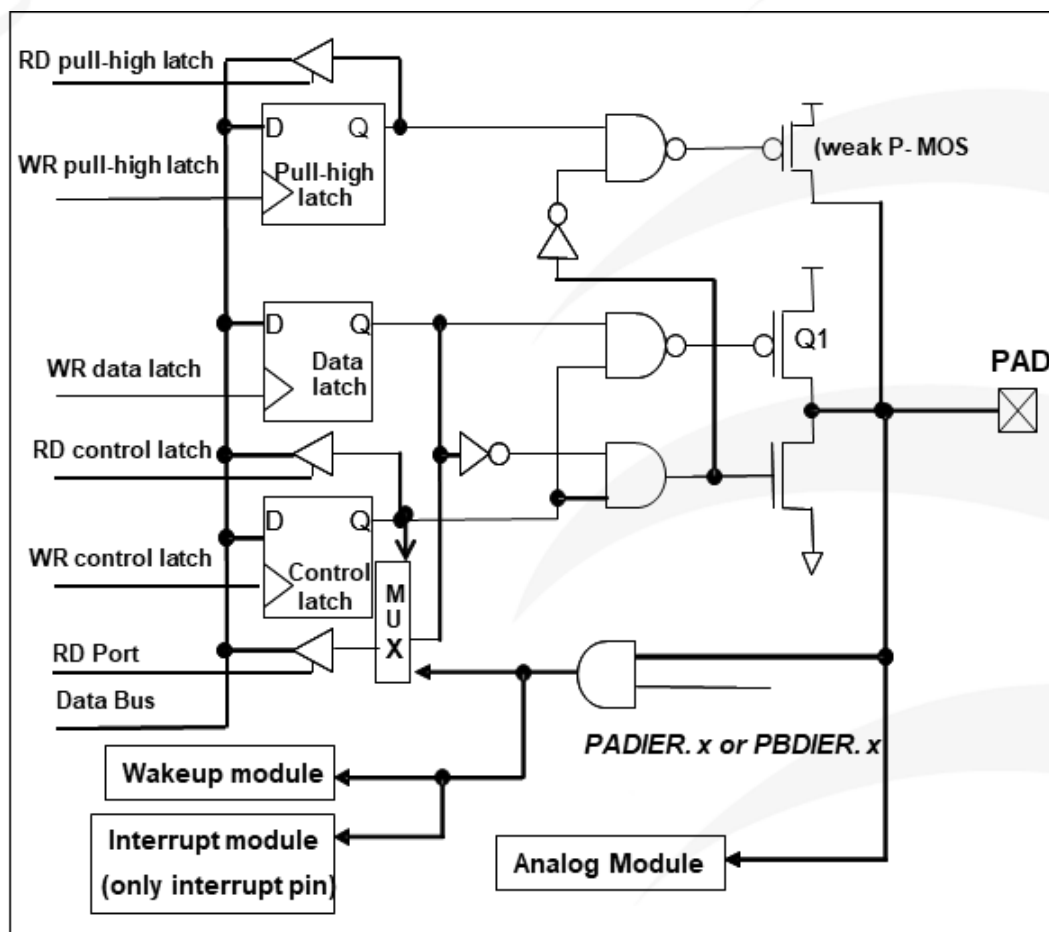 RD pull-high latch
D Q
WR pull-high latch
Pull-high
latch
(weak P- MOS
D Q
Data
latch
WR data latch
Q1
PAD
RD control latch
D Q
WR control latch
Control
latch
M
U
X
RD Port
Data Bus
PADIER. x or PBDIER. x
Wakeup module
Interrupt module
(only interrupt pin)
Analog Module